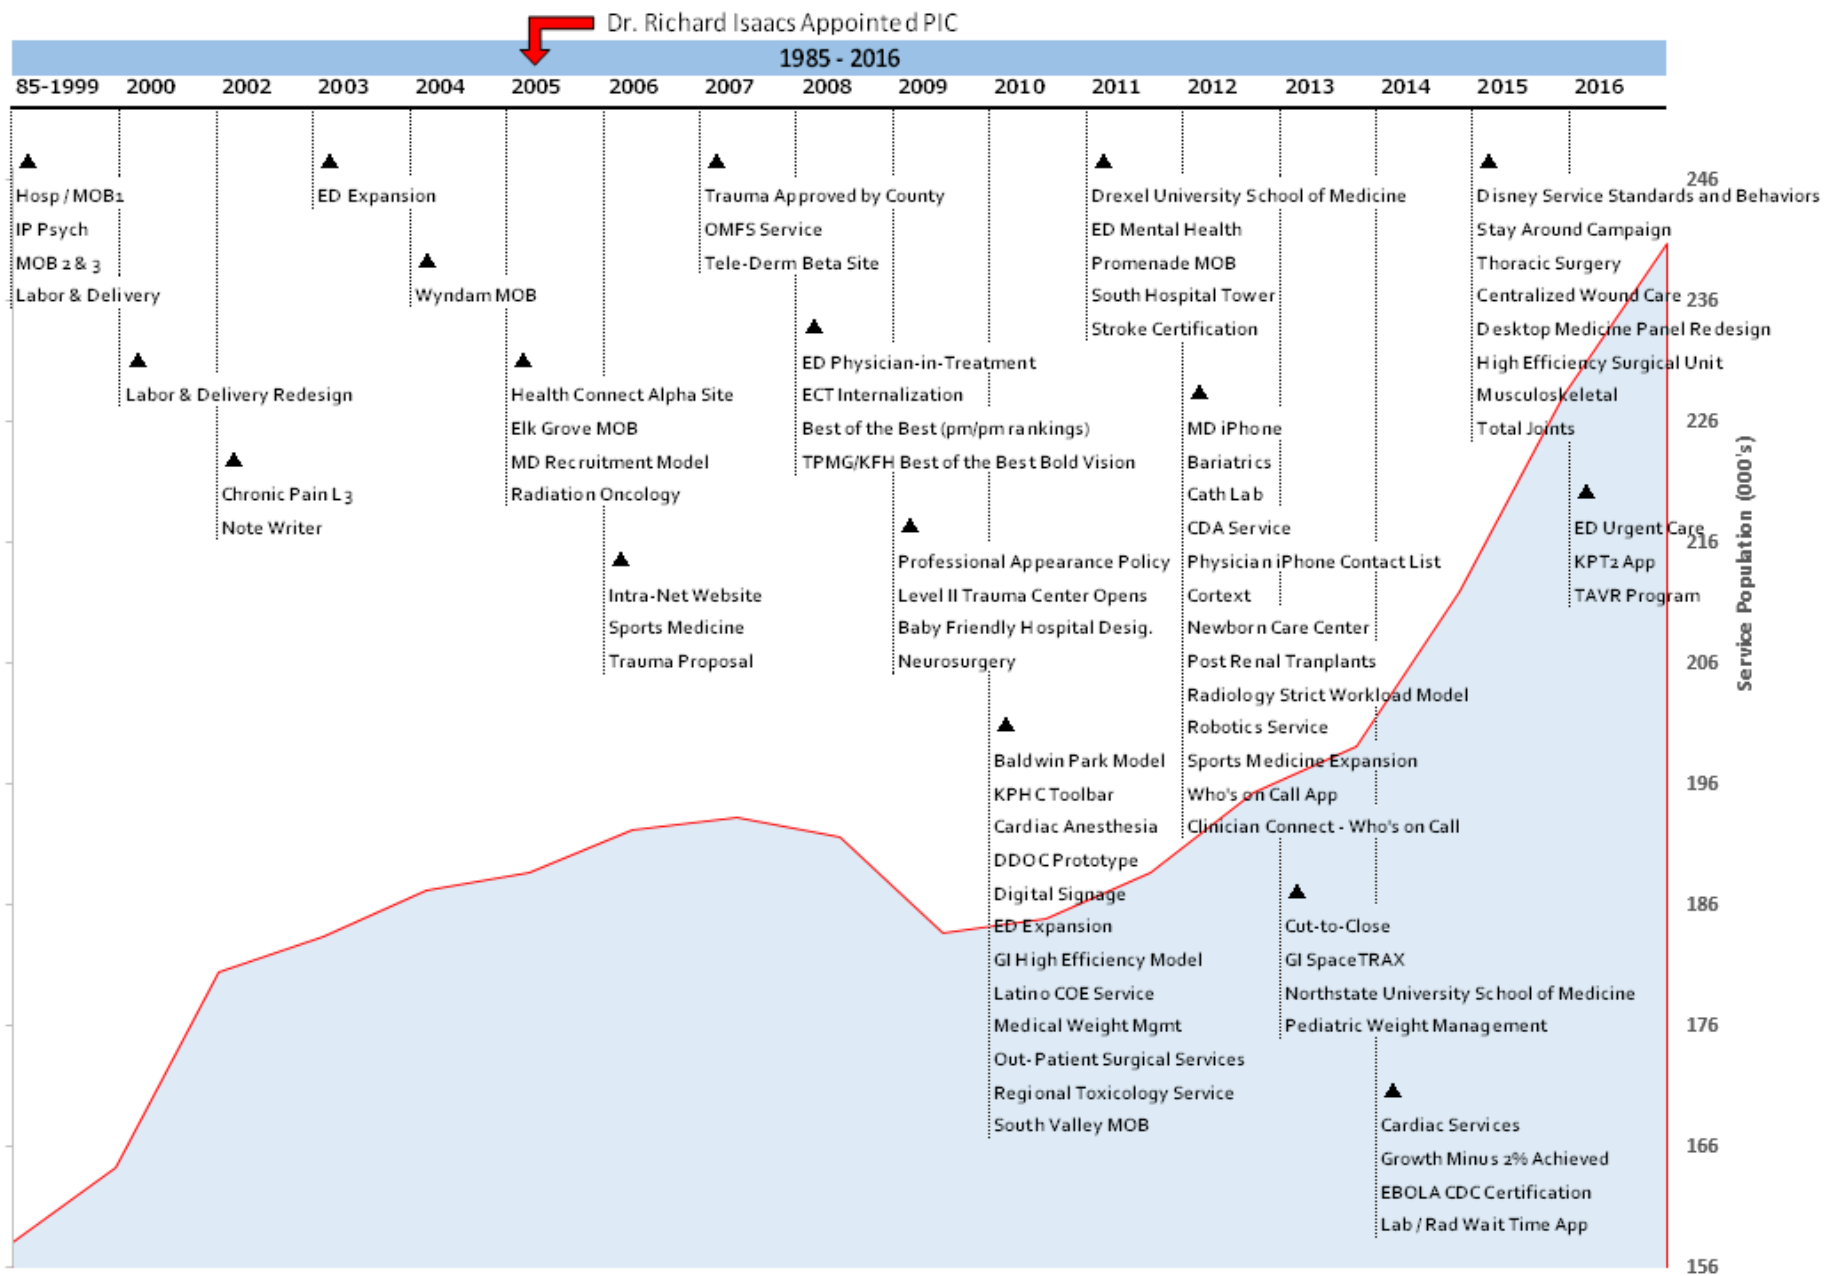 Dr. Richard Isaacs Appointed PIC
1985 - 2016
85-1999 2000 2002 2003 2004 2005 2006 2007 2008 2009 2010 2011 2012 2013 2014 2015 2016
Hosp / MOB1
IP Psych
MOB 2 & 3
Labor & Delivery
Labor & Delivery Redesign
Chronic Pain L3
Note Writer
ED Expansion
Wyndam MOB
Health Connect Alpha Site
Elk Grove MOB
MD Recruitment Model
Radiation Oncology
Intra-Net Website
Sports Medicine
Trauma Proposal
Trauma Approved by County
OMFS Service
Tele-Derm Beta Site
ED Physician-in-Treatment
ECT Internalization
Best of the Best (pm/pm rankings)
TPMG/KFH Best of the Best Bold Vision
Professional Appearance Policy
Level II Trauma Center Opens
Baby Friendly Hospital Desig.
Neurosurgery
Baldwin Park Model
KPHC Toolbar
Cardiac Anesthesia
DDOC Prototype
Digital Signage
ED Expansion
GI High Efficiency Model
Latino COE Service
Medical Weight Mgmt
Out-Patient Surgical Services
Regional Toxicology Service
South Valley MOB
Drexel University School of Medicine
ED Mental Health
Promenade MOB
South Hospital Tower
Stroke Certification
MD iPhone
Bariatrics
Cath Lab
CDA Service
Physician iPhone Contact List
Cortext
Newborn Care Center
Post Renal Tranplants
Radiology Strict Workload Model
Robotics Service
Sports Medicine Expansion
Who's on Call App
Clinician Connect - Who's on Call
Cut-to-Close
GI SpaceTRAX
Northstate University School of Medicine
Pediatric Weight Management
Cardiac Services
Growth Minus 2% Achieved
EBOLA CDC Certification
Lab / Rad Wait Time App
Disney Service Standards and Behaviors
Stay Around Campaign
Thoracic Surgery
Centralized Wound Care
Desktop Medicine Panel Redesign
High Efficiency Surgical Unit
Musculoskeletal
Total Joints
ED Urgent Care
KPT2 App
TAVR Program
246
236
226
216
206
196
186
176
166
156
Service Population (000's)